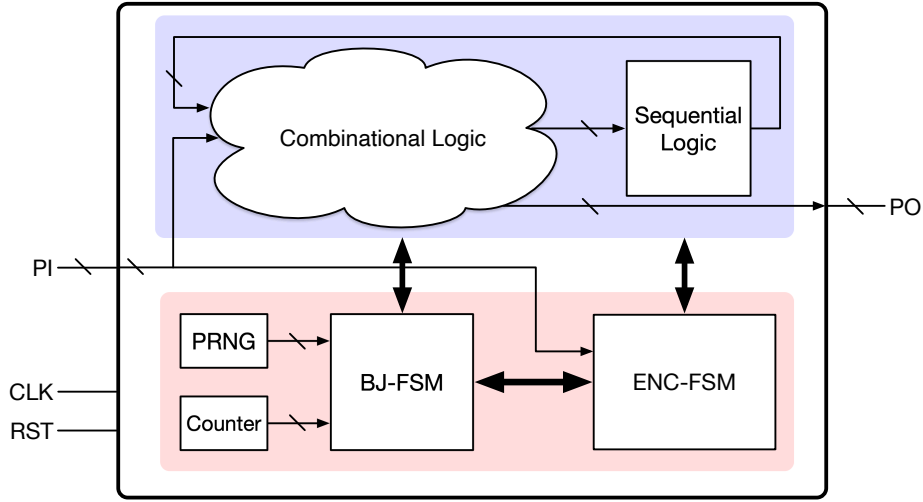 Combinational Logic
Sequential
Logic
PO
PI
PRNG
BJ-FSM
ENC-FSM
CLK
Counter
RST